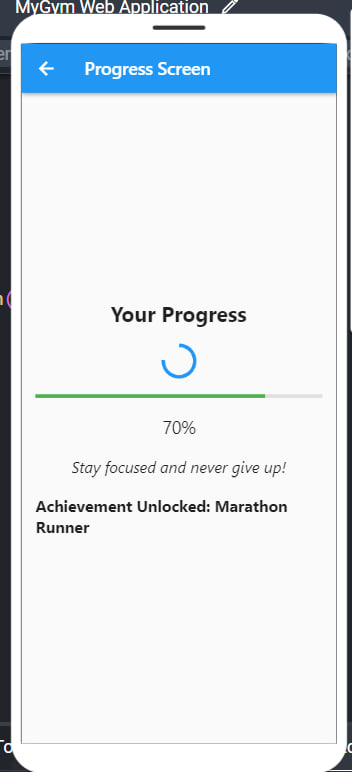 MyGym Web Application
Progress Screen
Your Progress
70%
Stay focused and never give up!
Achievement Unlocked: Marathon
Runner